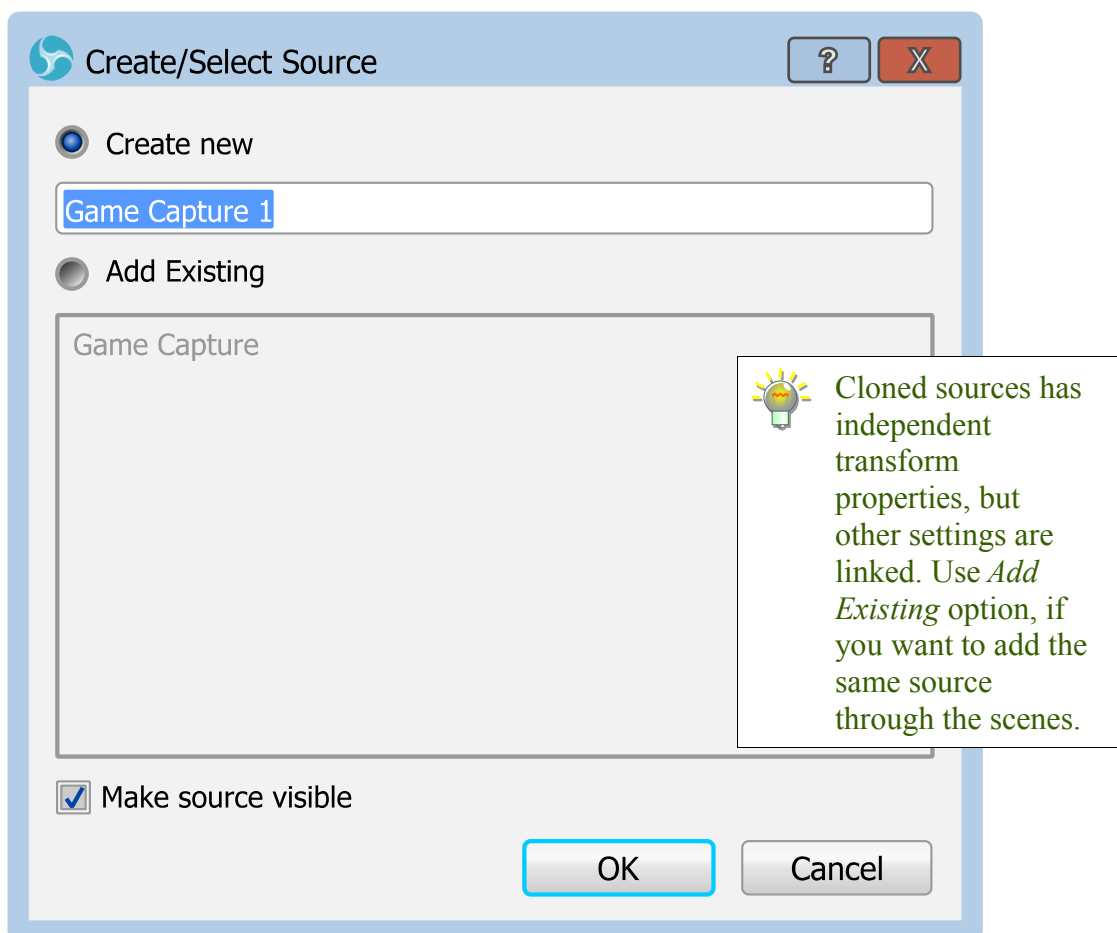 Create/Select Source
? X
Create new
Game Capture 1
Add Existing
Game Capture
Cloned sources has
independent
transform
properties, but
other settings are
linked. Use Add
Existing option, if
you want to add the
same source
through the scenes.
Make source visible
OK
Cancel